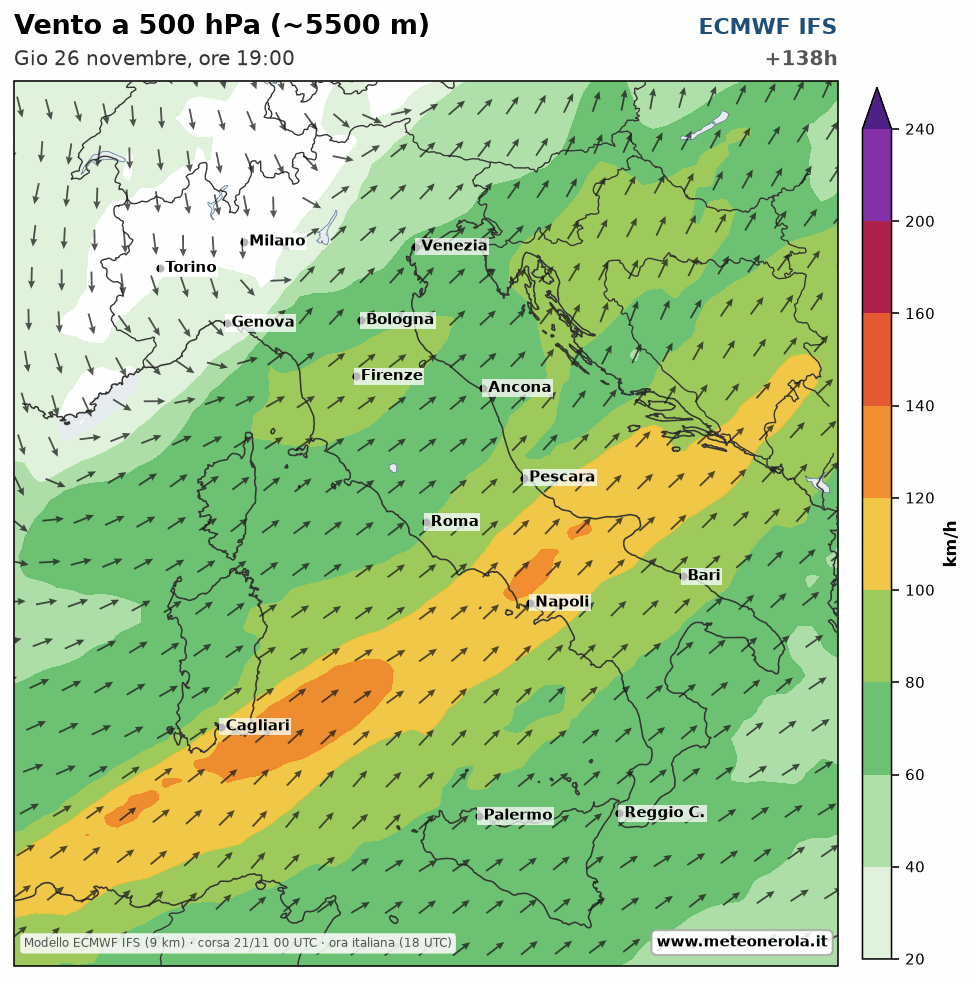 Vento a 500 hPa (~5500 m)
ECMWF IFS
Gio 26 novembre, ore 19:00
+138h
Milano
Venezia
Torino
Genova
Bologna
Firenze
Ancona
Pescara
Roma
Bari
Napoli
Cagliari
Palermo
Reggio C.
240
200
160
140
120
100
80
60
40
20
km/h
Modello ECMWF IFS (9 km) · corsa 21/11 00 UTC · ora italiana (18 UTC)
www.meteonerola.it